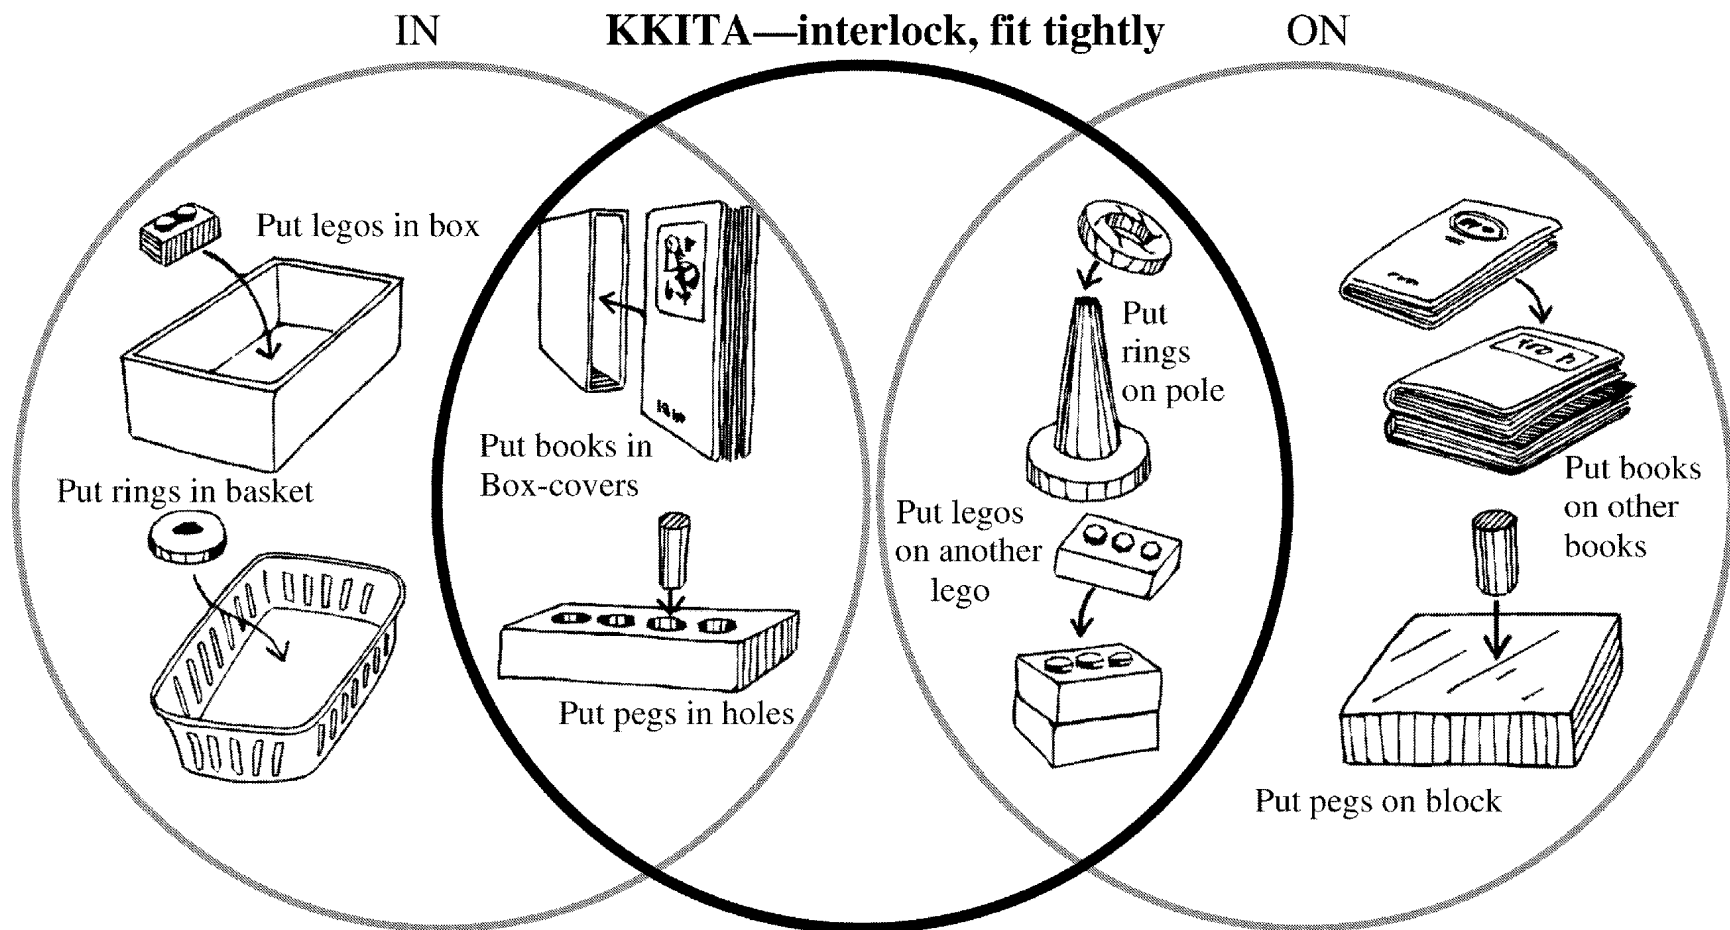 IN
KKITA—interlock, fit tightly
ON
Put legos in box
Put rings in basket
Put books in
Box-covers
Put pegs in holes
Put
rings
on pole
Put legos
on another
lego
Put books
on other
books
Put pegs on block